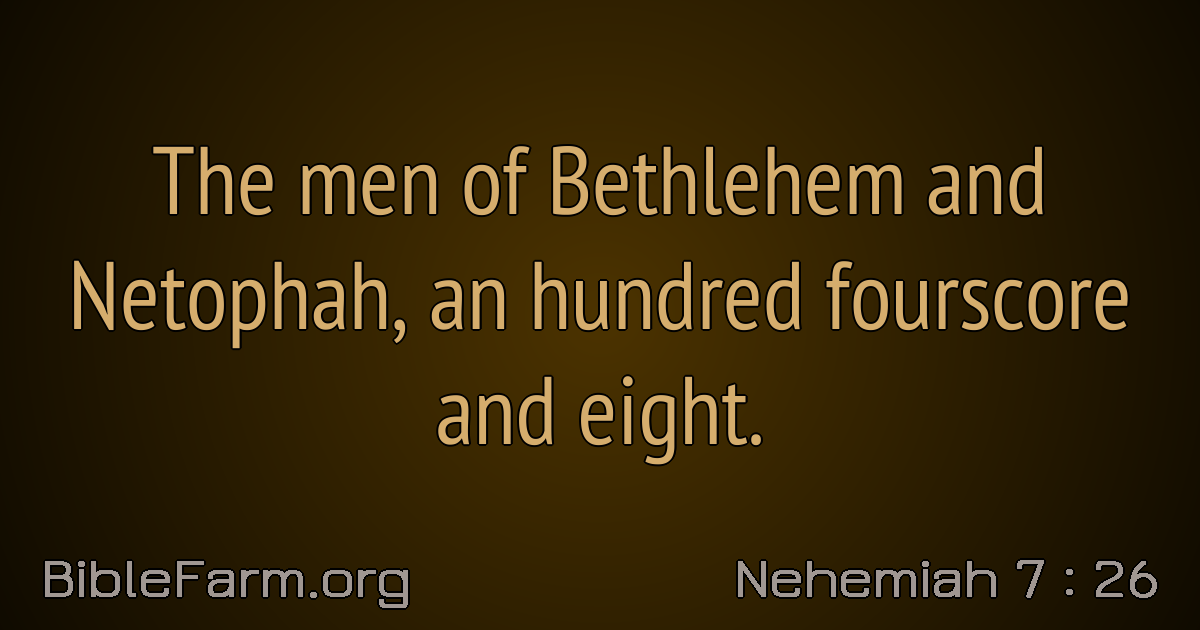 The men of Bethlehem and
Netophah, an hundred fourscore
and eight.
BibleFarm.org
Nehemiah 7 : 26